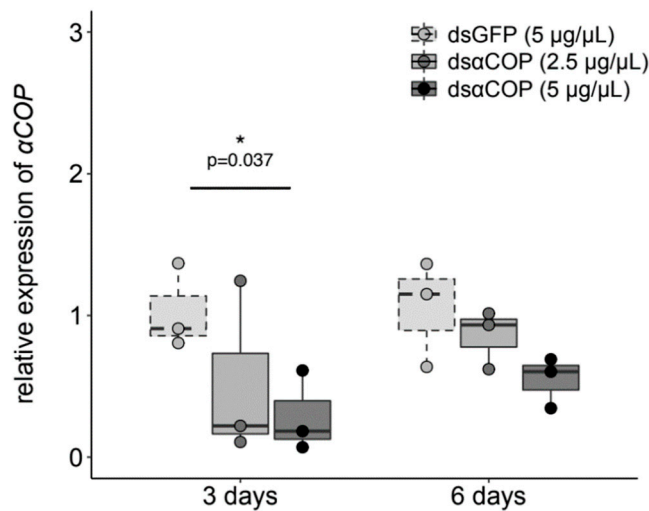 3
dsGFP (5 µg/µL)
dsαCOP (2.5 µg/µL)
dsαCOP (5 µg/µL)
*
p=0.037
2
relative expression of αCOP
1
0
3 days
6 days